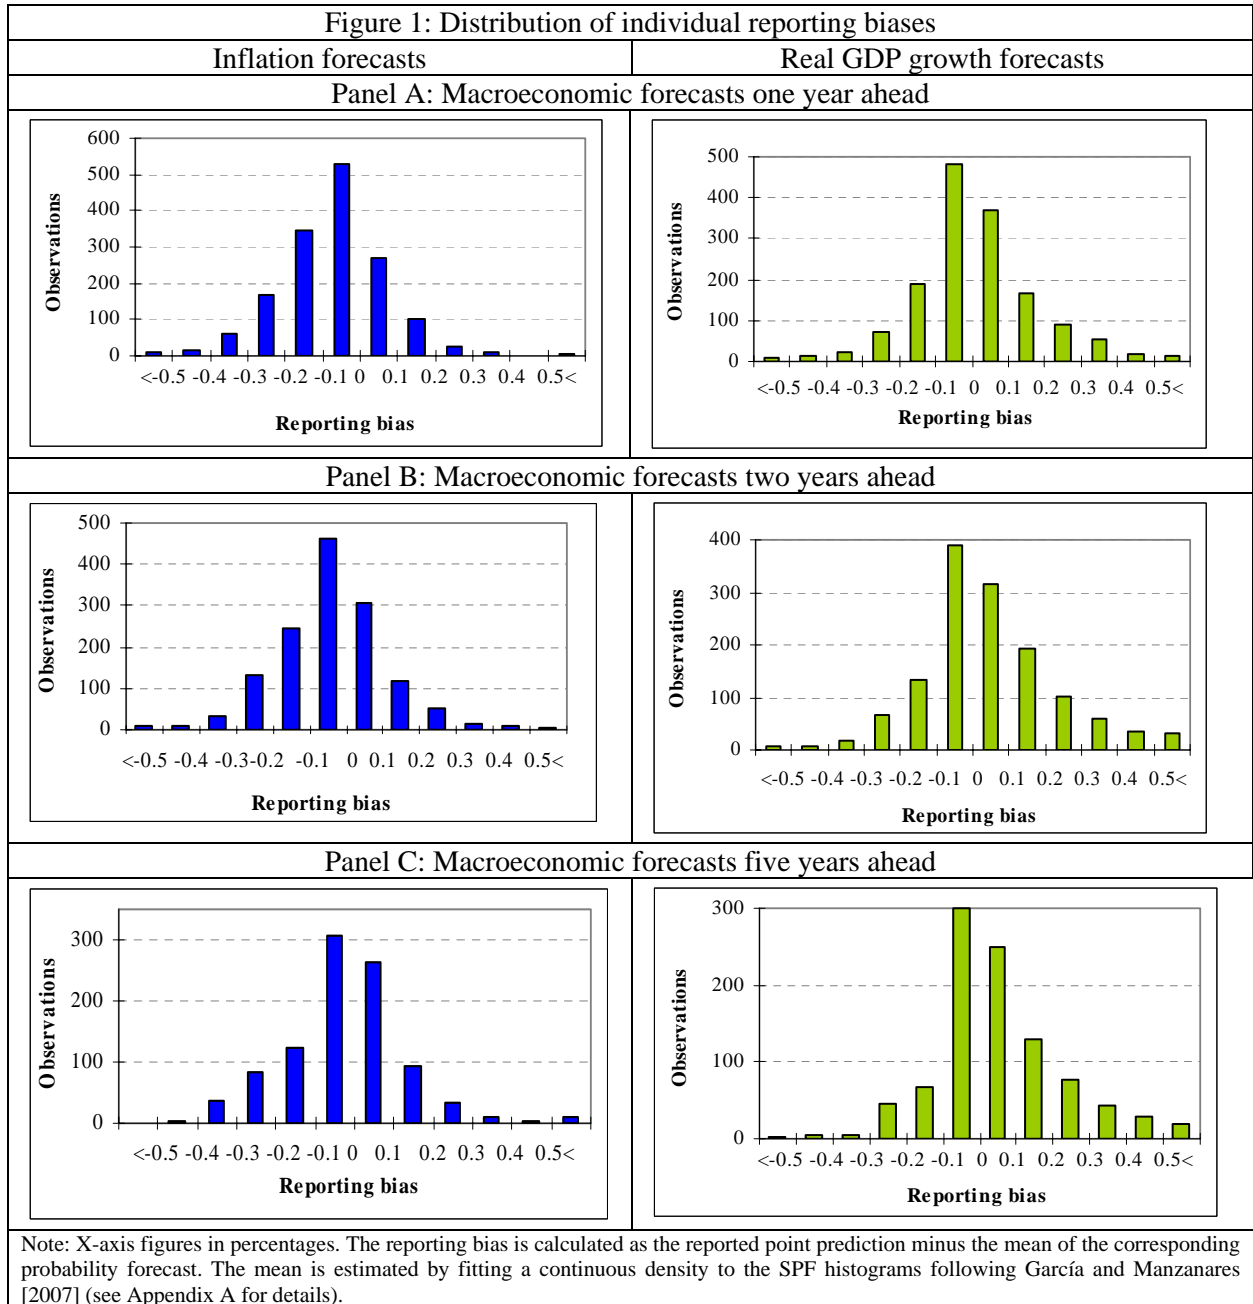 Figure 1: Distribution of individual reporting biases
Inflation forecasts
Real GDP growth forecasts
Panel A: Macroeconomic forecasts one year ahead
600
500
400
300
200
100
0
Observations
<-0.5 -0.4 -0.3 -0.2 -0.1 0 0.1 0.2 0.3 0.4 0.5<
Reporting bias
500
400
300
200
100
0
Observations
<-0.5 -0.4 -0.3 -0.2 -0.1 0 0.1 0.2 0.3 0.4 0.5<
Reporting bias
Panel B: Macroeconomic forecasts two years ahead
500
400
300
200
100
0
Observations
<-0.5 -0.4 -0.3 -0.2 -0.1 0 0.1 0.2 0.3 0.4 0.5<
Reporting bias
400
300
200
100
0
Observations
<-0.5 -0.4 -0.3 -0.2 -0.1 0 0.1 0.2 0.3 0.4 0.5<
Reporting bias
Panel C: Macroeconomic forecasts five years ahead
300
200
100
0
Observations
<-0.5 -0.4 -0.3 -0.2 -0.1 0 0.1 0.2 0.3 0.4 0.5<
Reporting bias
300
200
100
0
Observations
<-0.5 -0.4 -0.3 -0.2 -0.1 0 0.1 0.2 0.3 0.4 0.5<
Reporting bias
Note: X-axis figures in percentages. The reporting bias is calculated as the reported point prediction minus the mean of the corresponding
probability forecast. The mean is estimated by fitting a continuous density to the SPF histograms following García and Manzanares
[2007] (see Appendix A for details).